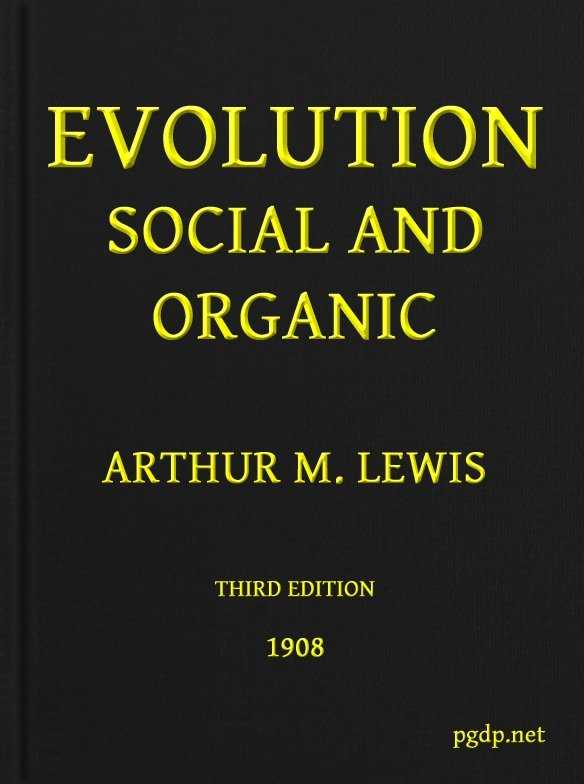 EVOLUTION
SOCIAL AND
ORGANIC
ARTHUR M. LEWIS
THIRD EDITION
1908
pgdp.net